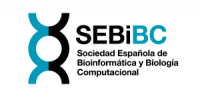 SEBiBC
Sociedad Española de
Bioinformática y Biología
Computacional